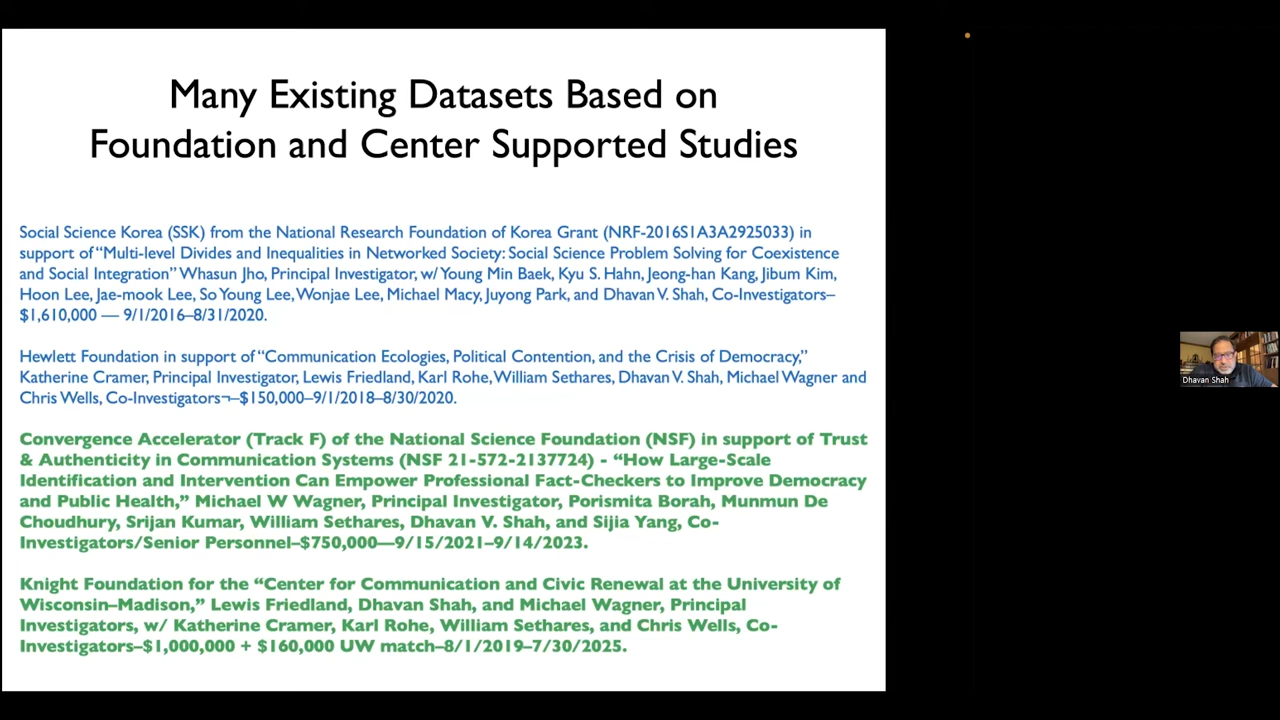 Many Existing Datasets Based on
Foundation and Center Supported Studies
Social Science Korea (SSK) from the National Research Foundation of Korea Grant (NRF-2016S1A3A2925033) in
support of “Multi-level Divides and Inequalities in Networked Society: Social Science Problem Solving for Coexistence
and Social Integration” Whasun Jho, Principal Investigator, w/ Young Min Baek, Kyu S. Hahn, Jeong-han Kang, Jibum Kim,
Hoon Lee, Jae-mook Lee, So Young Lee, Wonjae Lee, Michael Macy, Juyong Park, and Dhavan V. Shah, Co-Investigators–
$1,610,000 — 9/1/2016–8/31/2020.
Hewlett Foundation in support of “Communication Ecologies, Political Contention, and the Crisis of Democracy,”
Katherine Cramer, Principal Investigator, Lewis Friedland, Karl Rohe, William Sethares, Dhavan V. Shah, Michael Wagner and
Chris Wells, Co-Investigators¬–$150,000–9/1/2018–8/30/2020.
Convergence Accelerator (Track F) of the National Science Foundation (NSF) in support of Trust
& Authenticity in Communication Systems (NSF 21-572-2137724) - “How Large-Scale
Identification and Intervention Can Empower Professional Fact-Checkers to Improve Democracy
and Public Health,” Michael W Wagner, Principal Investigator, Porismita Borah, Munmun De
Choudhury, Srijan Kumar, William Sethares, Dhavan V. Shah, and Sijia Yang, Co-
Investigators/Senior Personnel–$750,000—9/15/2021–9/14/2023.
Knight Foundation for the “Center for Communication and Civic Renewal at the University of
Wisconsin–Madison,” Lewis Friedland, Dhavan Shah, and Michael Wagner, Principal
Investigators, w/ Katherine Cramer, Karl Rohe, William Sethares, and Chris Wells, Co-
Investigators–$1,000,000 + $160,000 UW match–8/1/2019–7/30/2025.
Dhavan Shah